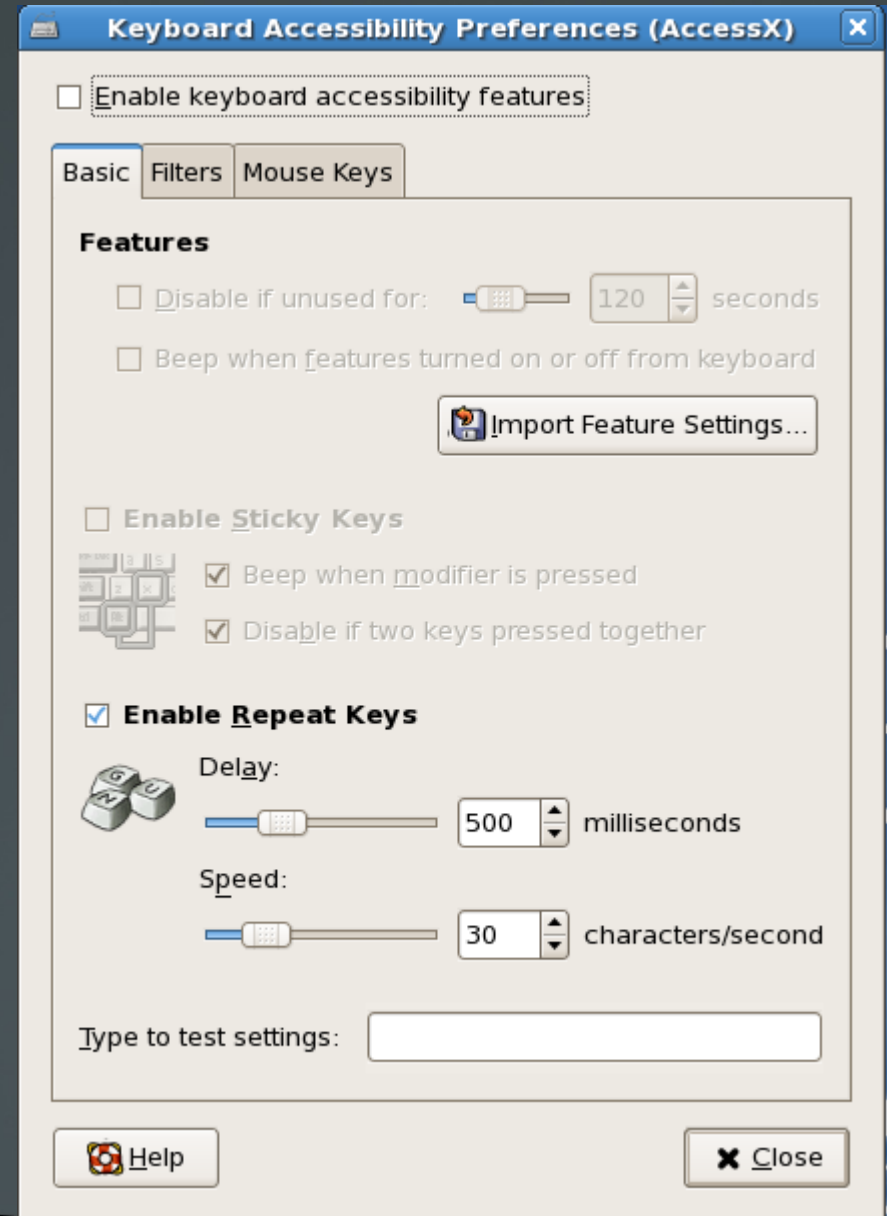 Keyboard Accessibility Preferences (AccessX)
Enable keyboard accessibility features
Basic Filters Mouse Keys
Features
Disable if unused for: 120 seconds
Beep when features turned on or off from keyboard
Import Feature Settings...
Enable Sticky Keys
Beep when modifier is pressed
Disable if two keys pressed together
Enable Repeat Keys
G N U
Delay:
500 milliseconds
Speed:
30 characters/second
Type to test settings:
Help Close